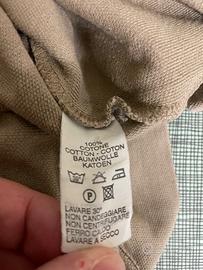 100%
COTONE
COTTON - COTON
BAUMWOLLE
KATOEN
P
LAVARE 30°
NON CANDEGGIARE
NON CENTRIFUGARE
FERRO CALDO
LAVARE A SECCO